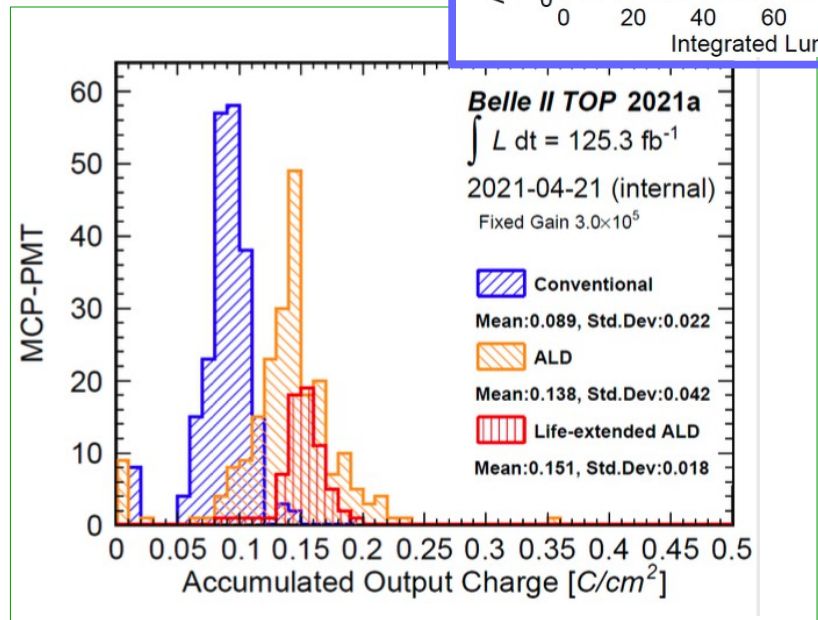 0
0 20 40 60
Integrated Lur
Belle II TOP 2021a
∫ L dt = 125.3 fb⁻¹
2021-04-21 (internal)
Fixed Gain 3.0×10⁵
Conventional
Mean:0.089, Std.Dev:0.022
ALD
Mean:0.138, Std.Dev:0.042
Life-extended ALD
Mean:0.151, Std.Dev:0.018
MCP-PMT
60
50
40
30
20
10
0
0 0.05 0.1 0.15 0.2 0.25 0.3 0.35 0.4 0.45 0.5
Accumulated Output Charge [C/cm²]